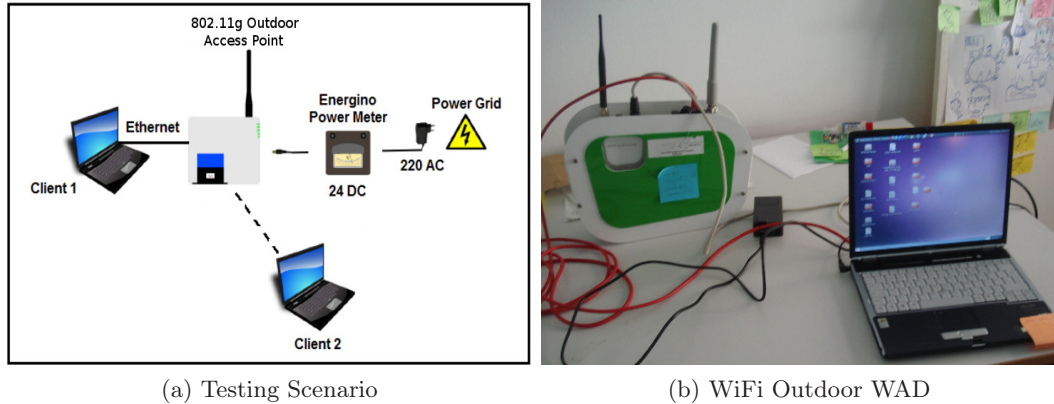 802.11g Outdoor
Access Point
Ethernet
Energino
Power Meter
Power Grid
220 AC
24 DC
Client 1
Client 2
(a) Testing Scenario
(b) WiFi Outdoor WAD